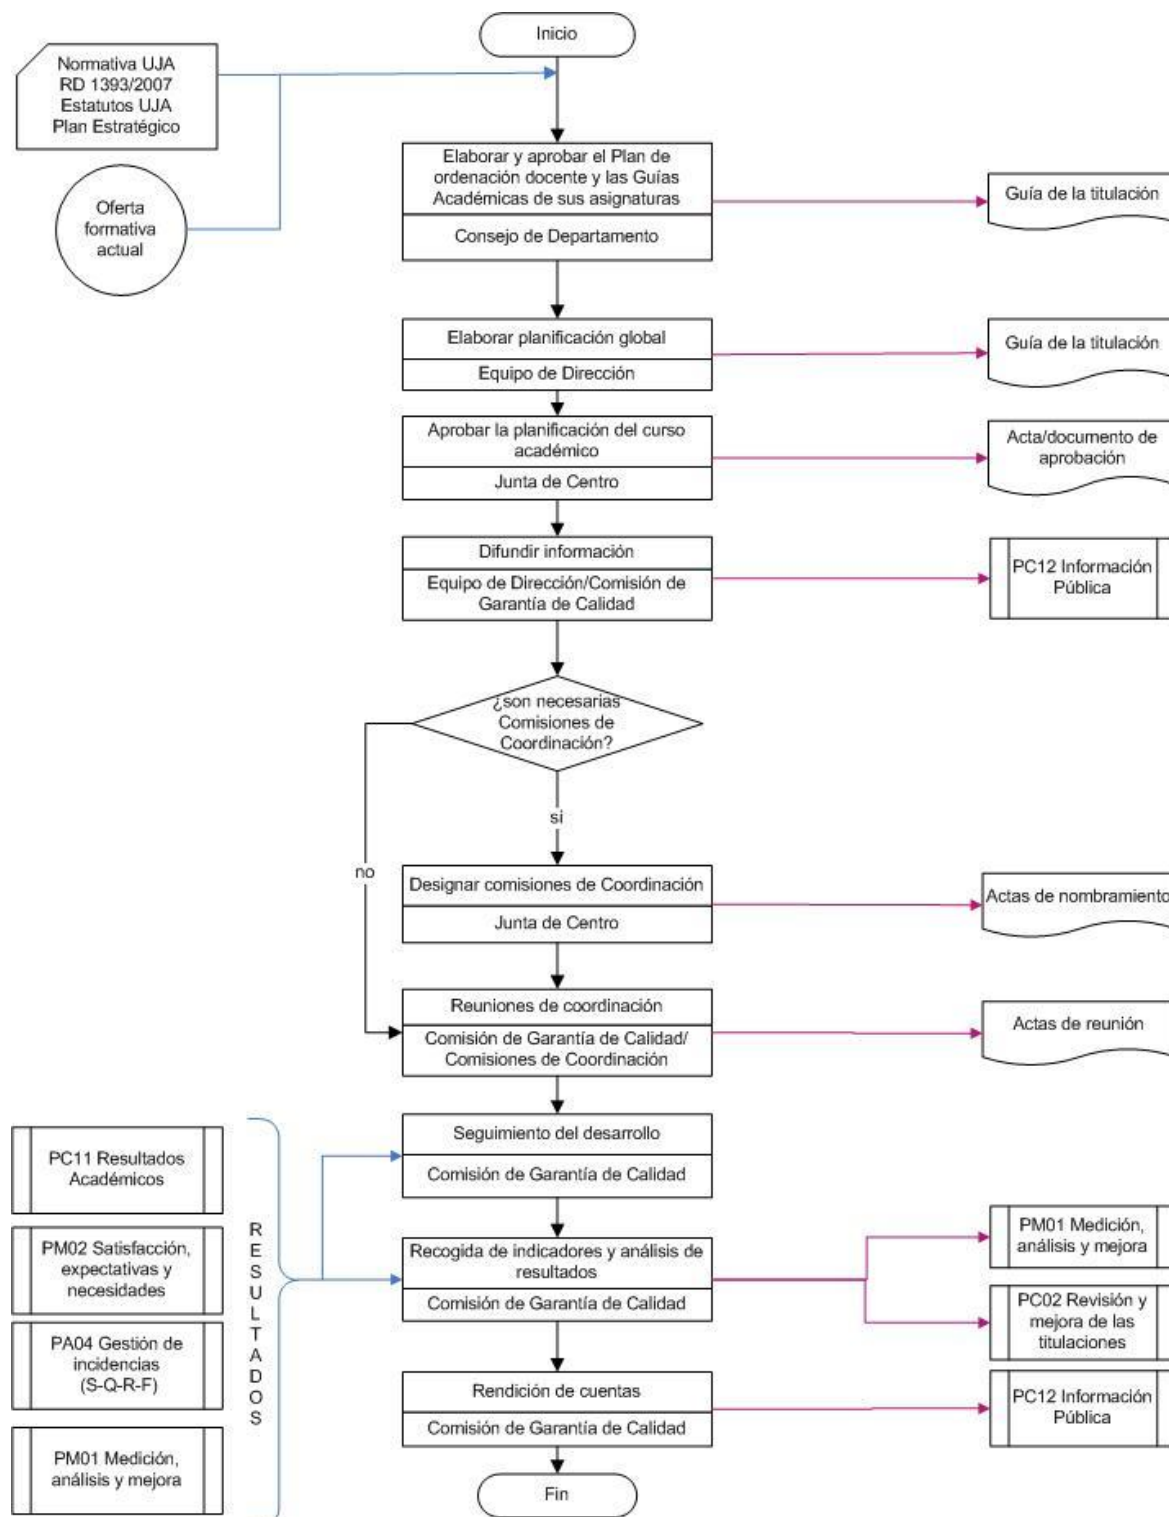 Inicio
Normativa UJA
RD 1393/2007
Estatutos UJA
Plan Estratégico
Oferta
formativa
actual
Elaborar y aprobar el Plan de
ordenación docente y las Guías
Académicas de sus asignaturas
Consejo de Departamento
Guía de la titulación
Elaborar planificación global
Equipo de Dirección
Guía de la titulación
Aprobar la planificación del curso
académico
Junta de Centro
Acta/documento de
aprobación
Difundir información
Equipo de Dirección/Comisión de
Garantía de Calidad
PC12 Información
Pública
¿son necesarias
Comisiones de
Coordinación?
si
no
Designar comisiones de Coordinación
Junta de Centro
Actas de nombramiento
Reuniones de coordinación
Comisión de Garantía de Calidad/
Comisiones de Coordinación
Actas de reunión
Seguimiento del desarrollo
Comisión de Garantía de Calidad
PC11 Resultados
Académicos
PM02 Satisfacción,
expectativas y
necesidades
PA04 Gestión de
incidencias
(S-Q-R-F)
PM01 Medición,
análisis y mejora
R
E
S
U
L
T
A
D
O
S
Recogida de indicadores y análisis de
resultados
Comisión de Garantía de Calidad
PM01 Medición,
análisis y mejora
PC02 Revisión y
mejora de las
titulaciones
Rendición de cuentas
Comisión de Garantía de Calidad
PC12 Información
Pública
Fin